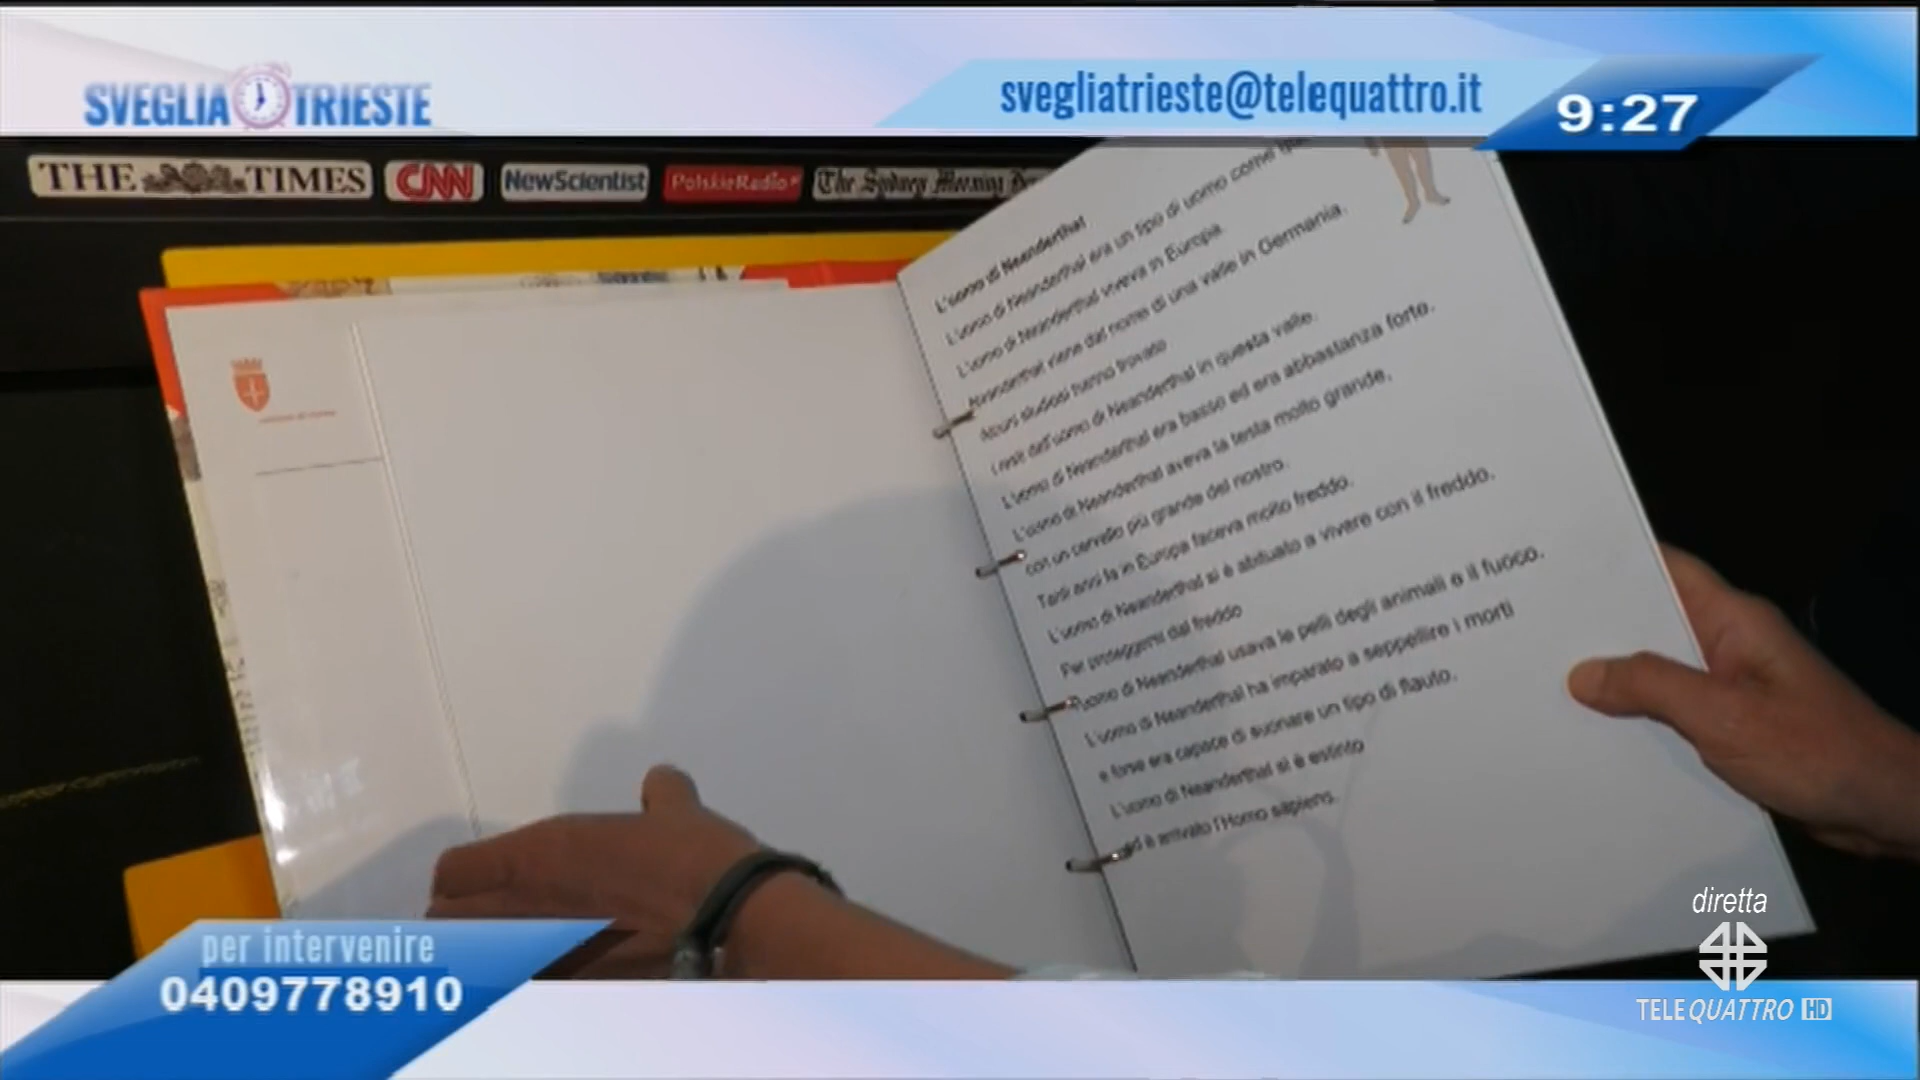 SVEGLIA TRIESTE
svegliatrieste@telequattro.it
9:27
THE TIMES
CNN
NewScientist
PolskieRadio
The Sydney Morning
L'uomo di Neanderthal
L'uomo di Neanderthal era un tipo di uomo come
L'uomo di Neanderthal viveva in Europa.
Neanderthal viene dal nome di una valle in Germania.
Alcuni studiosi hanno trovato
i resti dell'uomo di Neanderthal in questa valle.
L'uomo di Neanderthal era basso ed era abbastanza forte.
L'uomo di Neanderthal aveva la testa molto grande,
con un cervello più grande del nostro.
Tanti anni fa in Europa faceva molto freddo.
L'uomo di Neanderthal si è abituato a vivere con il freddo.
Per proteggersi dal freddo
l'uomo di Neanderthal usava le pelli degli animali e il fuoco.
L'uomo di Neanderthal ha imparato a seppellire i morti
e forse era capace di suonare un tipo di flauto.
L'uomo di Neanderthal si è estinto
ed è arrivato l'Homo sapiens.
per intervenire
0409778910
diretta
TELEQUATTRO HD